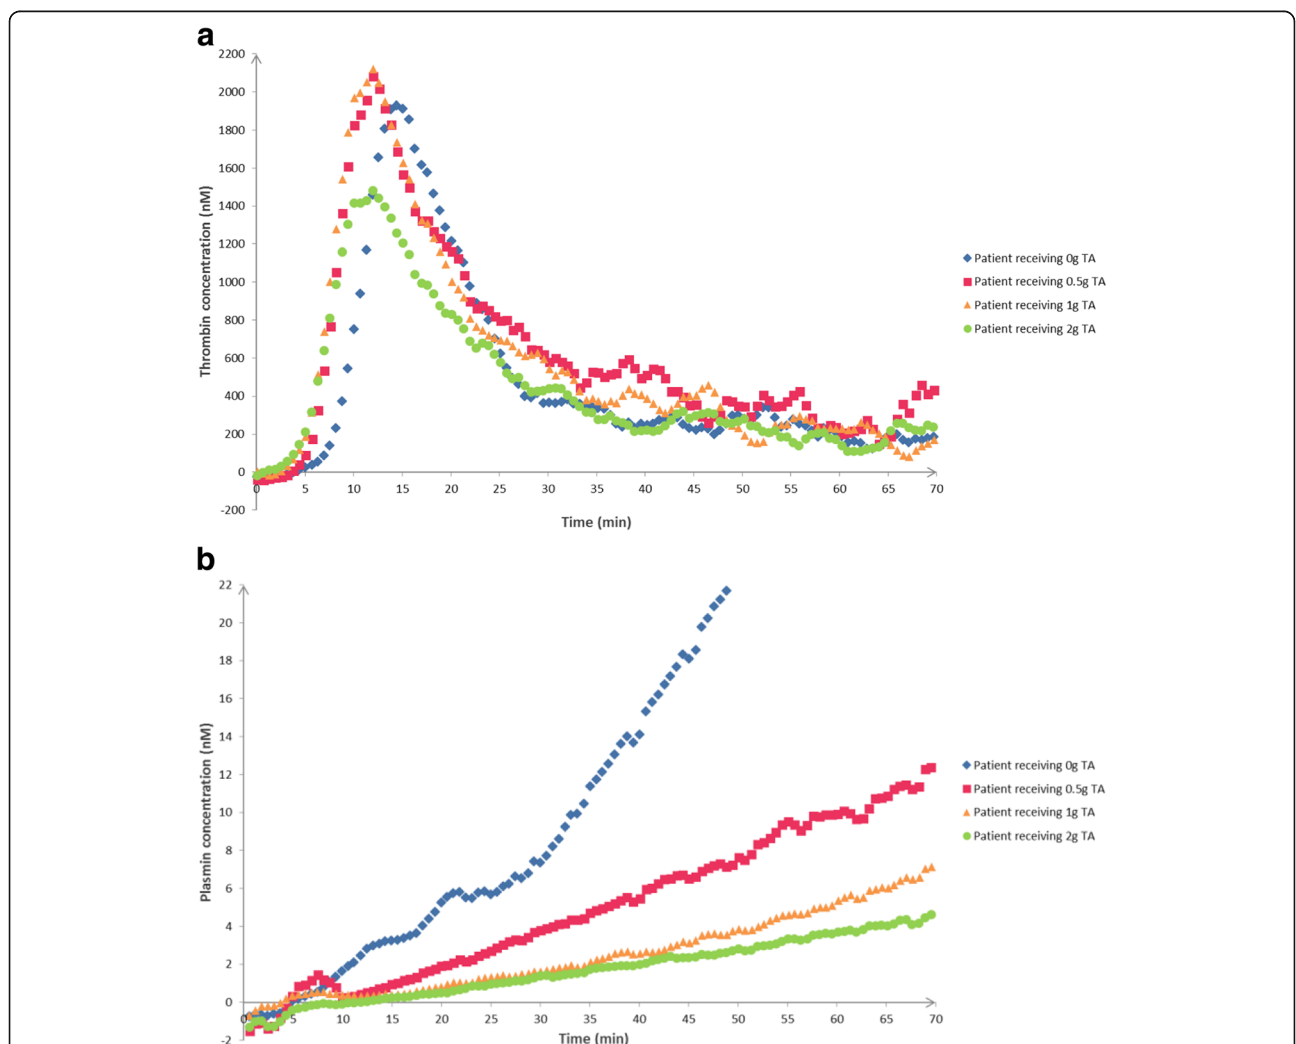 a
2200
2000
1800
1600
1400
1200
1000
800
600
400
200
0
-200
Thrombin concentration (nM)
0 5 10 15 20 25 30 35 40 45 50 55 60 65 70
Time (min)
Patient receiving 0g TA
Patient receiving 0.5g TA
Patient receiving 1g TA
Patient receiving 2g TA
b
22
20
18
16
14
12
10
8
6
4
2
0
-2
Plasmin concentration (nM)
0 5 10 15 20 25 30 35 40 45 50 55 60 65 70
Time (min)
Patient receiving 0g TA
Patient receiving 0.5g TA
Patient receiving 1g TA
Patient receiving 2g TA